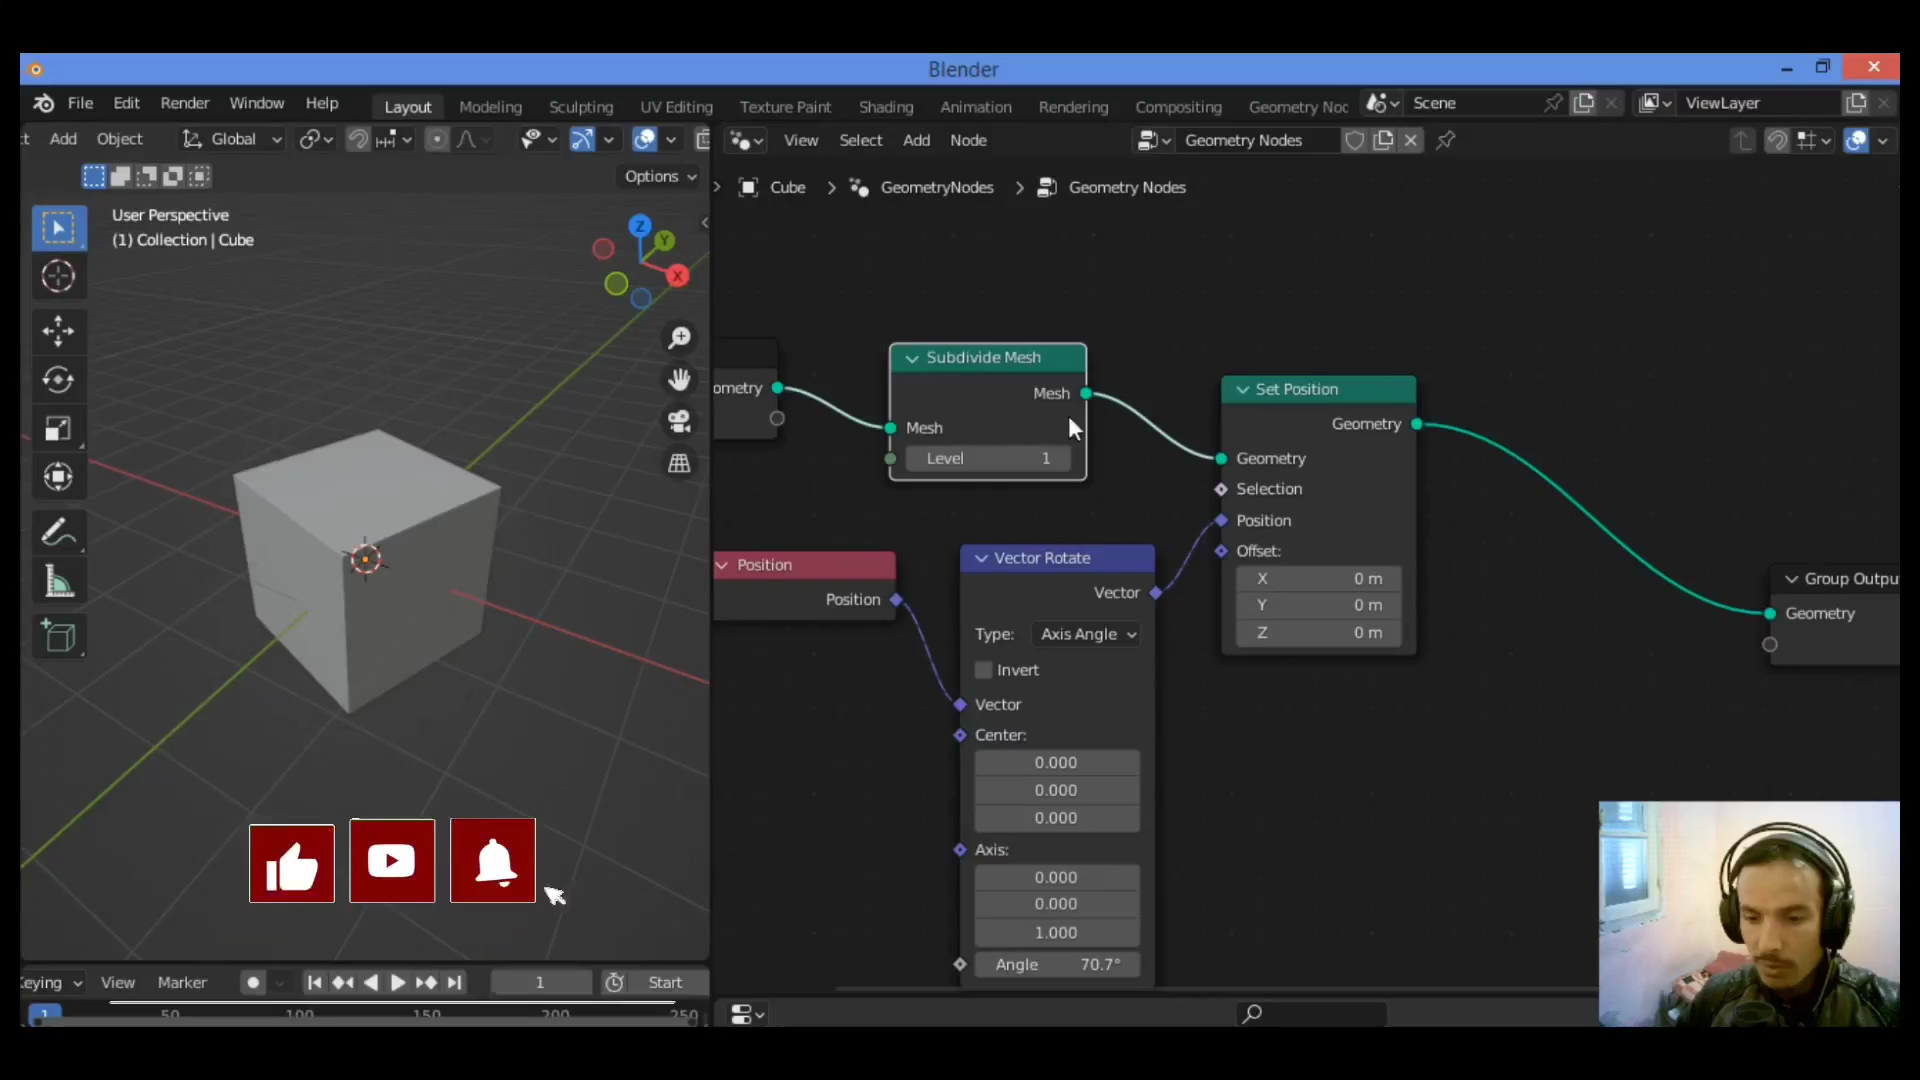 Blender
File Edit Render Window Help Layout Modeling Sculpting UV Editing Texture Paint Shading Animation Rendering Compositing Geometry Noc Scene ViewLayer
t Add Object Global View Select Add Node Geometry Nodes
Options
Cube > GeometryNodes > Geometry Nodes
User Perspective
(1) Collection | Cube
Z
Y
X
ometry
Subdivide Mesh
Mesh
Mesh
Level 1
Set Position
Geometry
Geometry
Selection
Position
Offset:
X 0 m
Y 0 m
Z 0 m
Position
Position
Vector Rotate
Vector
Type: Axis Angle
Invert
Vector
Center:
0.000
0.000
0.000
Axis:
0.000
0.000
1.000
Angle 70.7°
Group Outpu
Geometry
Keying View Marker 1 Start
1 50 100 150 200 250